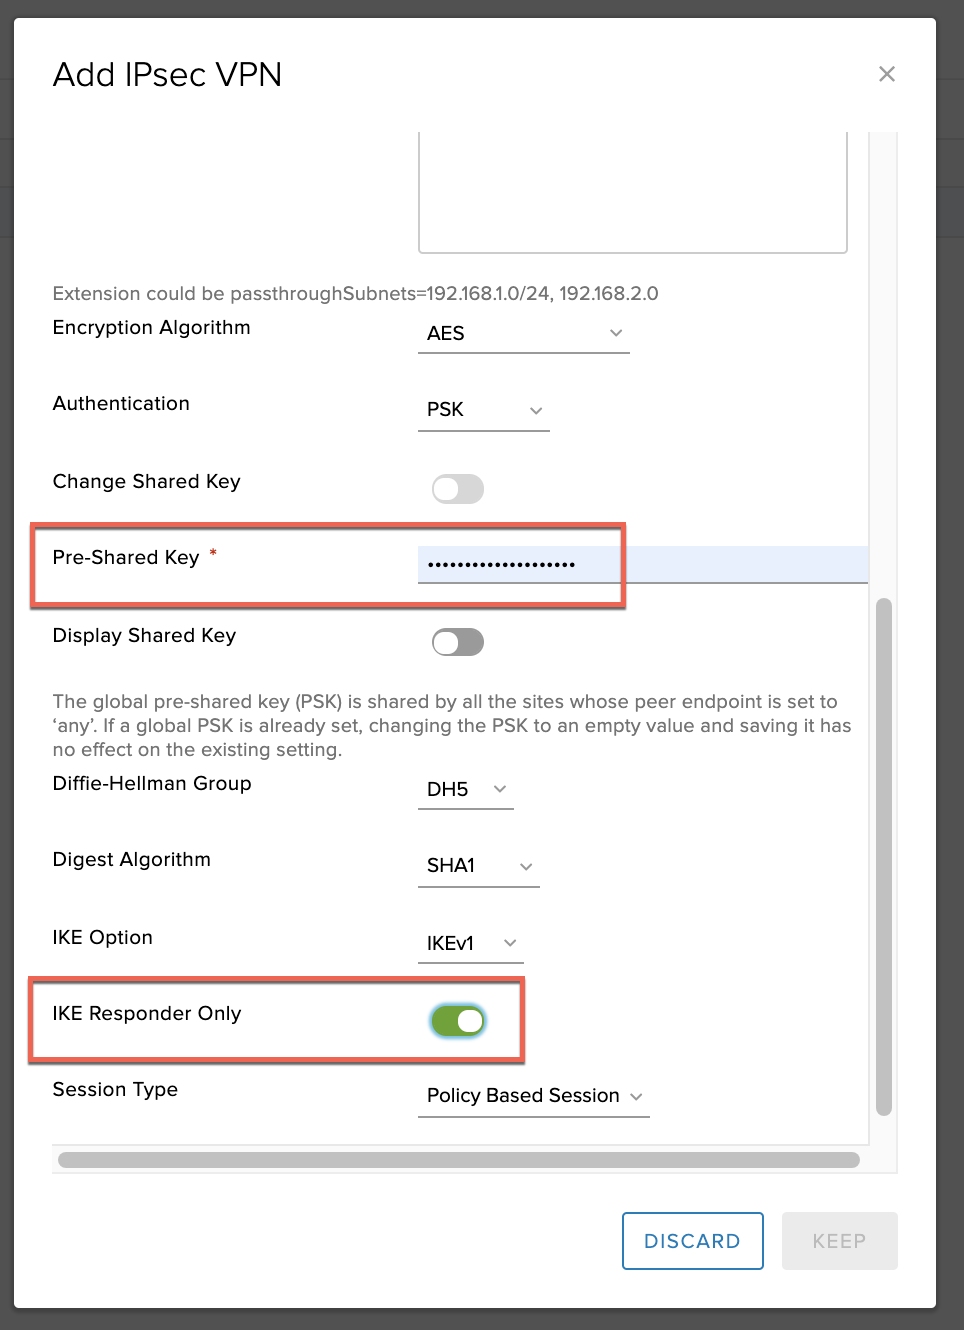 Add IPsec VPN
Extension could be passthroughSubnets=192.168.1.0/24, 192.168.2.0
Encryption Algorithm
AES
Authentication
PSK
Change Shared Key
Pre-Shared Key *
••••••••••••••••••••
Display Shared Key
The global pre-shared key (PSK) is shared by all the sites whose peer endpoint is set to
‘any’. If a global PSK is already set, changing the PSK to an empty value and saving it has
no effect on the existing setting.
Diffie-Hellman Group
DH5
Digest Algorithm
SHA1
IKE Option
IKEv1
IKE Responder Only
Session Type
Policy Based Session
DISCARD
KEEP